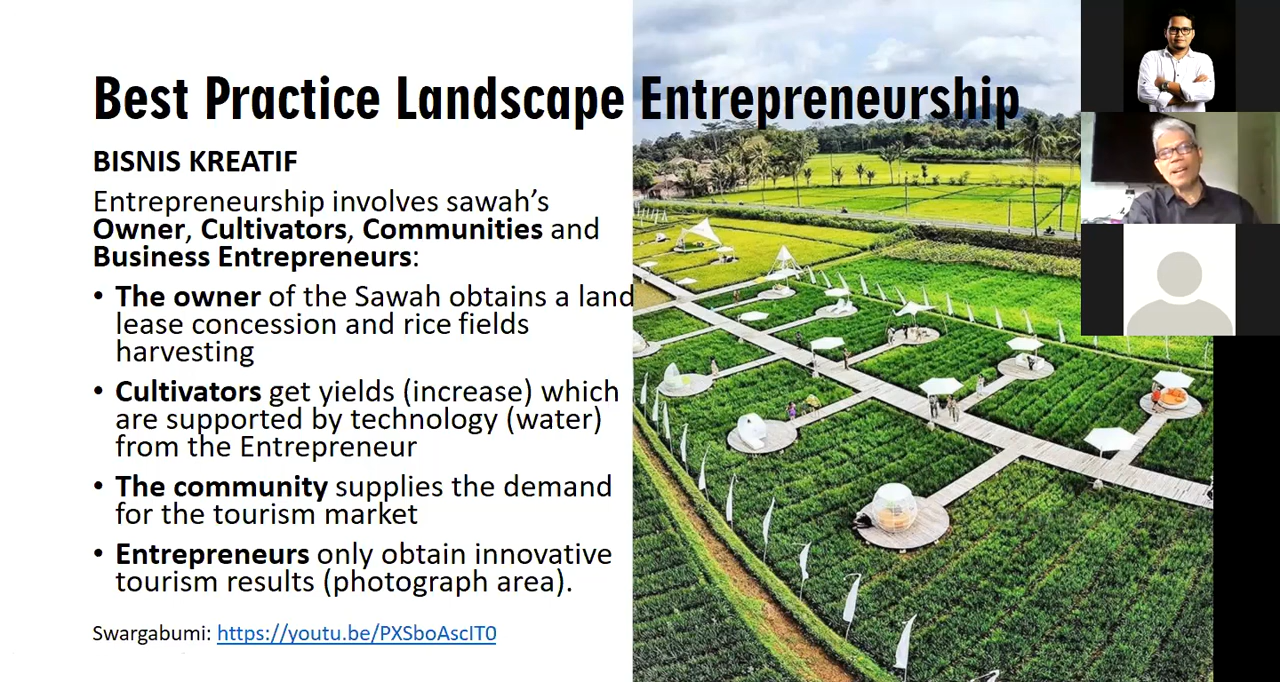 Best Practice Landscape Entrepreneurship
BISNIS KREATIF
Entrepreneurship involves sawah’s
Owner, Cultivators, Communities and
Business Entrepreneurs:
• The owner of the Sawah obtains a land
lease concession and rice fields
harvesting
• Cultivators get yields (increase) which
are supported by technology (water)
from the Entrepreneur
• The community supplies the demand
for the tourism market
• Entrepreneurs only obtain innovative
tourism results (photograph area).
Swargabumi: https://youtu.be/PXSboAscIT0